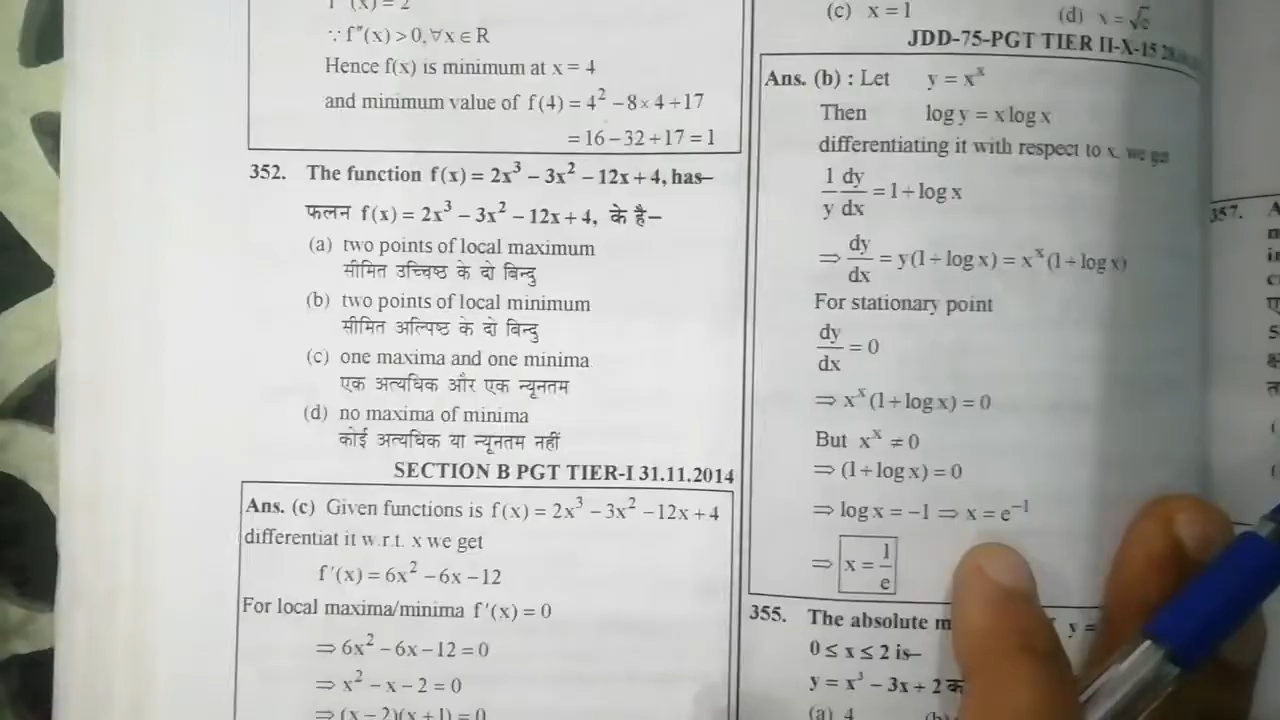 f''(x) = 2
∵ f''(x) > 0, ∀x ∈ R
Hence f(x) is minimum at x = 4
and minimum value of f(4) = 4² − 8 × 4 + 17
= 16 − 32 + 17 = 1
352. The function f(x) = 2x³ − 3x² − 12x + 4, has–
फलन f(x) = 2x³ − 3x² − 12x + 4, के है–
(a) two points of local maximum
सीमित उच्चिष्ठ के दो बिन्दु
(b) two points of local minimum
सीमित अल्पिष्ठ के दो बिन्दु
(c) one maxima and one minima
एक अत्यधिक और एक न्यूनतम
(d) no maxima of minima
कोई अत्यधिक या न्यूनतम नहीं
SECTION B PGT TIER-I 31.11.2014
Ans. (c) Given functions is f(x) = 2x³ − 3x² − 12x + 4
differentiat it w.r.t. x we get
f'(x) = 6x² − 6x − 12
For local maxima/minima f'(x) = 0
⇒ 6x² − 6x − 12 = 0
⇒ x² − x − 2 = 0
⇒ (x − 2)(x + 1) = 0
(c) x = 1 (d) x = √e
JDD-75-PGT TIER II-X-15
Ans. (b) : Let y = xˣ
Then log y = x log x
differentiating it with respect to x, we get
1/y dy/dx = 1 + log x
⇒ dy/dx = y(1 + log x) = xˣ(1 + log x)
For stationary point
dy/dx = 0
⇒ xˣ(1 + log x) = 0
But xˣ ≠ 0
⇒ (1 + log x) = 0
⇒ log x = −1 ⇒ x = e⁻¹
⇒ x = 1/e
355. The absolute y =
0 ≤ x ≤ 2 is–
y = x³ − 3x + 2
(a) 4 (b)
357.